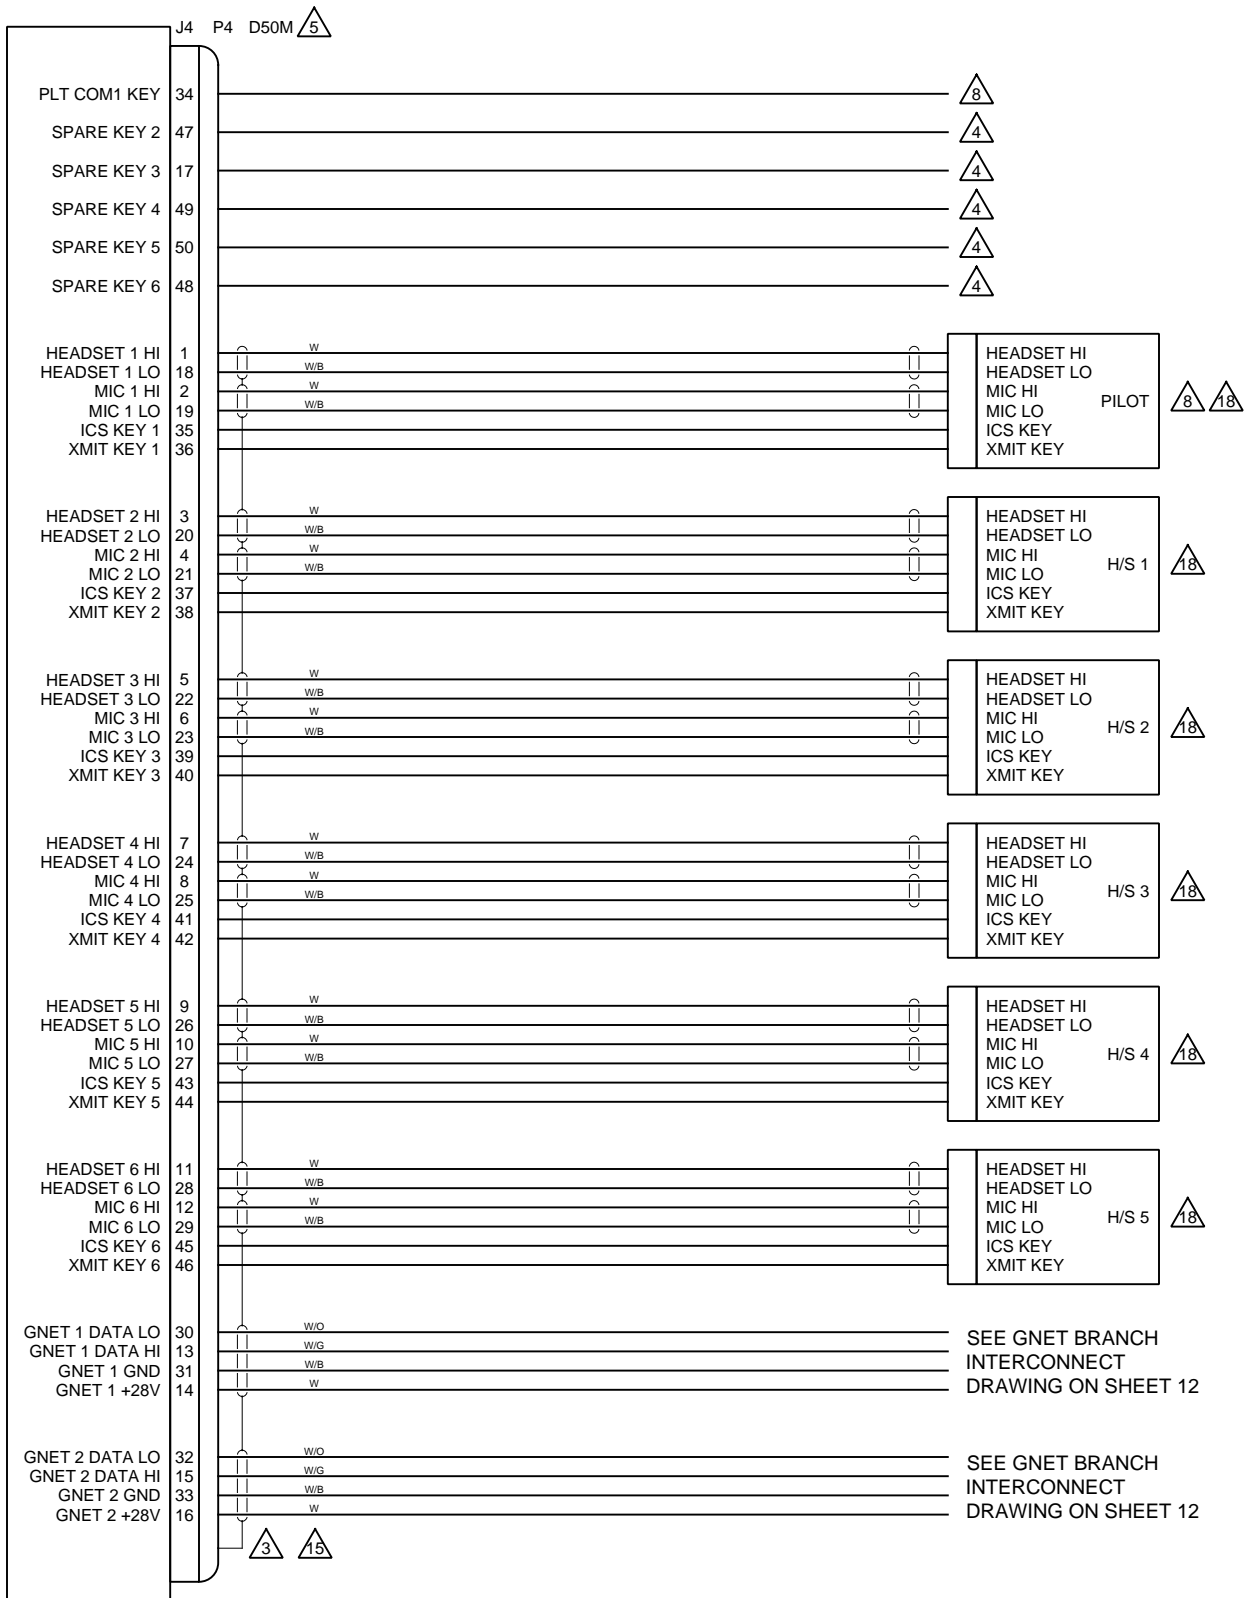 J4 P4 D50M 5
PLT COM1 KEY 34 8
SPARE KEY 2 47 4
SPARE KEY 3 17 4
SPARE KEY 4 49 4
SPARE KEY 5 50 4
SPARE KEY 6 48 4
HEADSET 1 HI 1 W HEADSET HI
HEADSET 1 LO 18 W/B HEADSET LO
MIC 1 HI 2 W MIC HI
PILOT 8 18
MIC 1 LO 19 W/B MIC LO
ICS KEY 1 35 ICS KEY
XMIT KEY 1 36 XMIT KEY
HEADSET 2 HI 3 W HEADSET HI
HEADSET 2 LO 20 W/B HEADSET LO
MIC 2 HI 4 W MIC HI
H/S 1 18
MIC 2 LO 21 W/B MIC LO
ICS KEY 2 37 ICS KEY
XMIT KEY 2 38 XMIT KEY
HEADSET 3 HI 5 W HEADSET HI
HEADSET 3 LO 22 W/B HEADSET LO
MIC 3 HI 6 W MIC HI
H/S 2 18
MIC 3 LO 23 W/B MIC LO
ICS KEY 3 39 ICS KEY
XMIT KEY 3 40 XMIT KEY
HEADSET 4 HI 7 W HEADSET HI
HEADSET 4 LO 24 W/B HEADSET LO
MIC 4 HI 8 W MIC HI
H/S 3 18
MIC 4 LO 25 W/B MIC LO
ICS KEY 4 41 ICS KEY
XMIT KEY 4 42 XMIT KEY
HEADSET 5 HI 9 W HEADSET HI
HEADSET 5 LO 26 W/B HEADSET LO
MIC 5 HI 10 W MIC HI
H/S 4 18
MIC 5 LO 27 W/B MIC LO
ICS KEY 5 43 ICS KEY
XMIT KEY 5 44 XMIT KEY
HEADSET 6 HI 11 W HEADSET HI
HEADSET 6 LO 28 W/B HEADSET LO
MIC 6 HI 12 W MIC HI
H/S 5 18
MIC 6 LO 29 W/B MIC LO
ICS KEY 6 45 ICS KEY
XMIT KEY 6 46 XMIT KEY
GNET 1 DATA LO 30 W/O
GNET 1 DATA HI 13 W/G
GNET 1 GND 31 W/B
GNET 1 +28V 14 W
SEE GNET BRANCH
INTERCONNECT
DRAWING ON SHEET 12
GNET 2 DATA LO 32 W/O
GNET 2 DATA HI 15 W/G
GNET 2 GND 33 W/B
GNET 2 +28V 16 W
SEE GNET BRANCH
INTERCONNECT
DRAWING ON SHEET 12
3 15